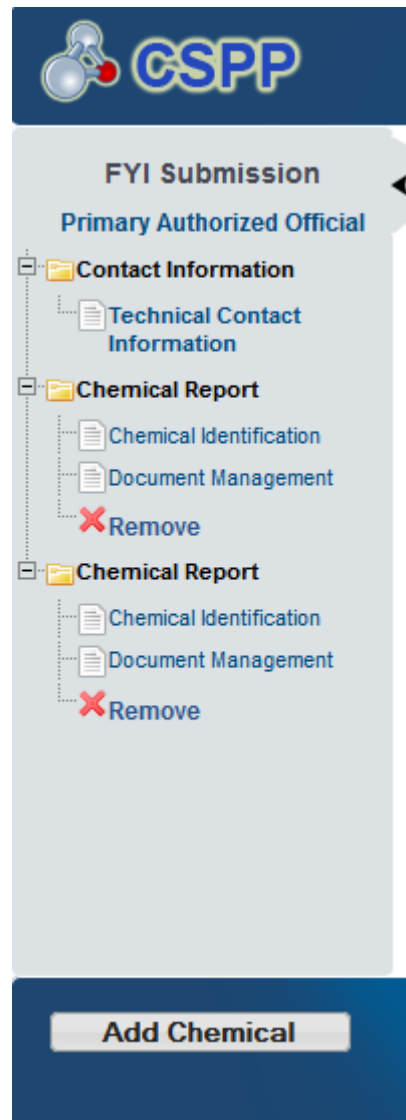 CSPP
FYI Submission
Primary Authorized Official
Contact Information
Technical Contact
Information
Chemical Report
Chemical Identification
Document Management
Remove
Chemical Report
Chemical Identification
Document Management
Remove
Add Chemical